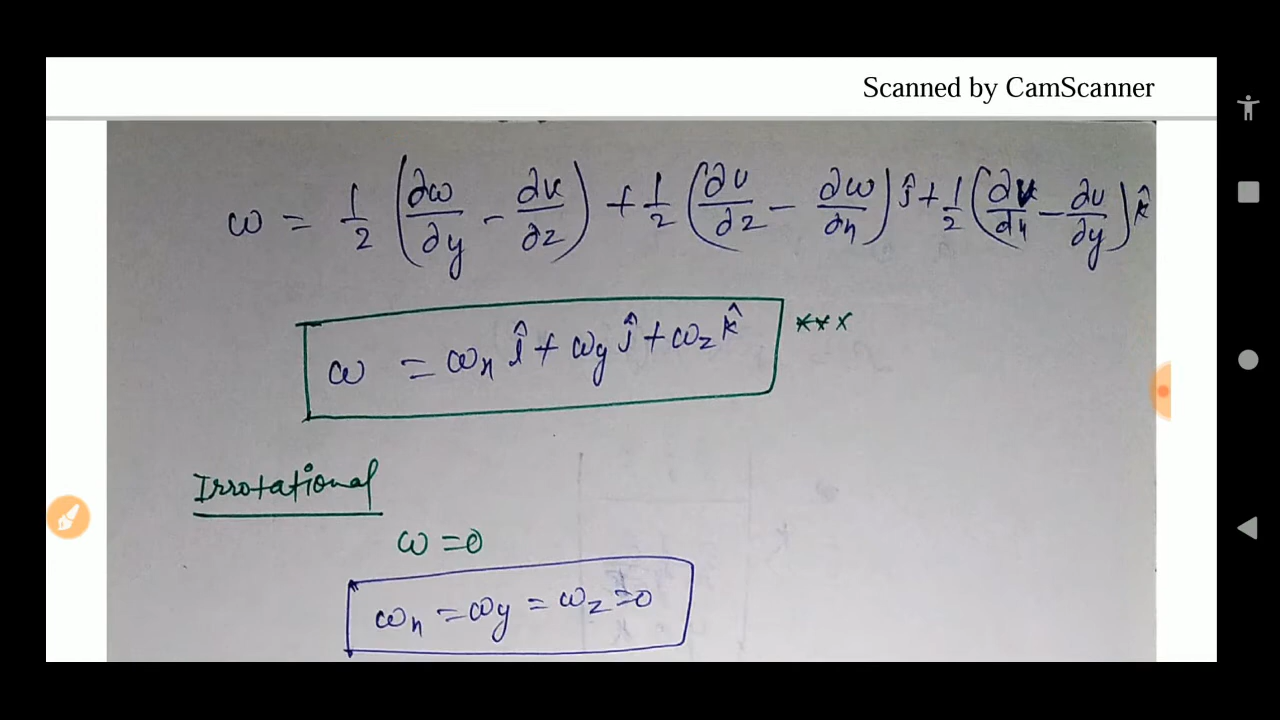 Scanned by CamScanner
ω = 1/2 (∂ω/∂y - ∂v/∂z) + 1/2 (∂u/∂z - ∂ω/∂x) ĵ + 1/2 (∂v/∂x - ∂u/∂y) k̂
ω = ωx î + ωy ĵ + ωz k̂ ***
Irrotational
ω = 0
ωx = ωy = ωz = 0